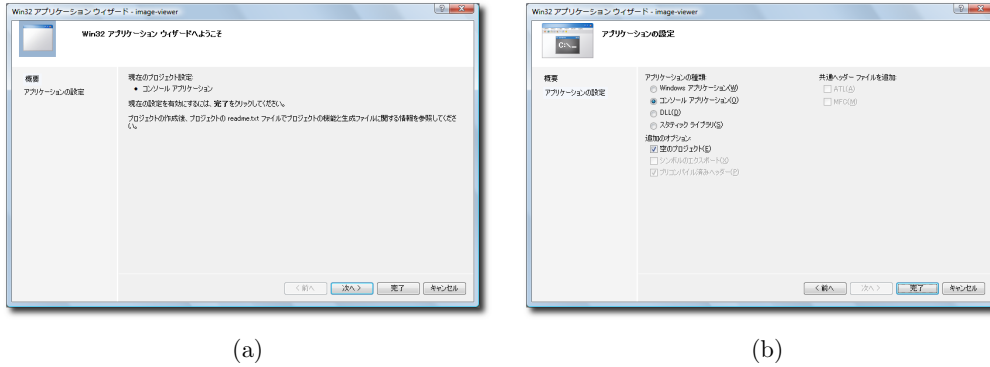 Win32 アプリケーション ウィザード - image-viewer
Win32 アプリケーション ウィザードへようこそ
概要
アプリケーションの設定
現在のプロジェクト設定:
• コンソール アプリケーション
現在の設定を有効にするには、完了をクリックしてください。
プロジェクトの作成後、プロジェクトの readme.txt ファイルでプロジェクトの機能と生成ファイルに関する情報を参照してくださ
い。
< 前へ 次へ > 完了 キャンセル
(a)
Win32 アプリケーション ウィザード - image-viewer
アプリケーションの設定
C:\_
概要
アプリケーションの設定
アプリケーションの種類:
Windows アプリケーション(W)
コンソール アプリケーション(O)
DLL(D)
スタティック ライブラリ(S)
追加のオプション:
空のプロジェクト(E)
シンボルのエクスポート(X)
プリコンパイル済みヘッダー(P)
共通ヘッダー ファイルを追加:
ATL(A)
MFC(M)
< 前へ 次へ > 完了 キャンセル
(b)